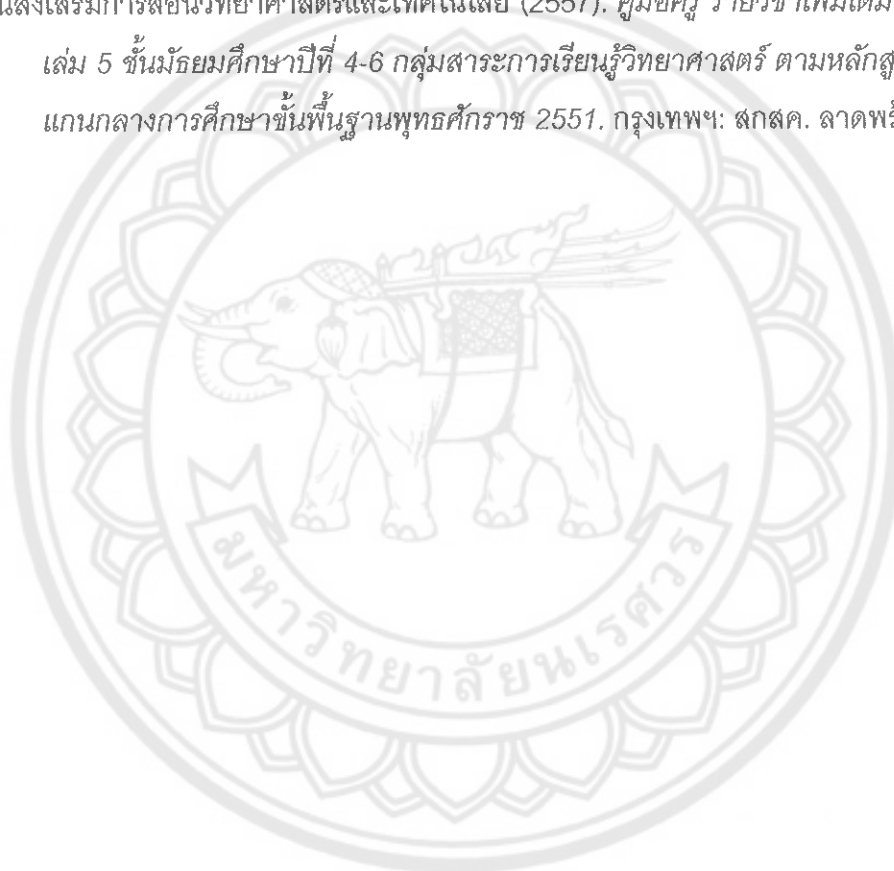 นส่งเสริมการสอนวิทยาศาสตร์และเทคโนโลยี (2557). คู่มือครู รายวิชาเพิ่มเติม
เล่ม 5 ชั้นมัธยมศึกษาปีที่ 4-6 กลุ่มสาระการเรียนรู้วิทยาศาสตร์ ตามหลักสู
แกนกลางการศึกษาขั้นพื้นฐานพุทธศักราช 2551. กรุงเทพฯ: สกสค. ลาดพร้
มหาวิทยาลัยนเรศวร